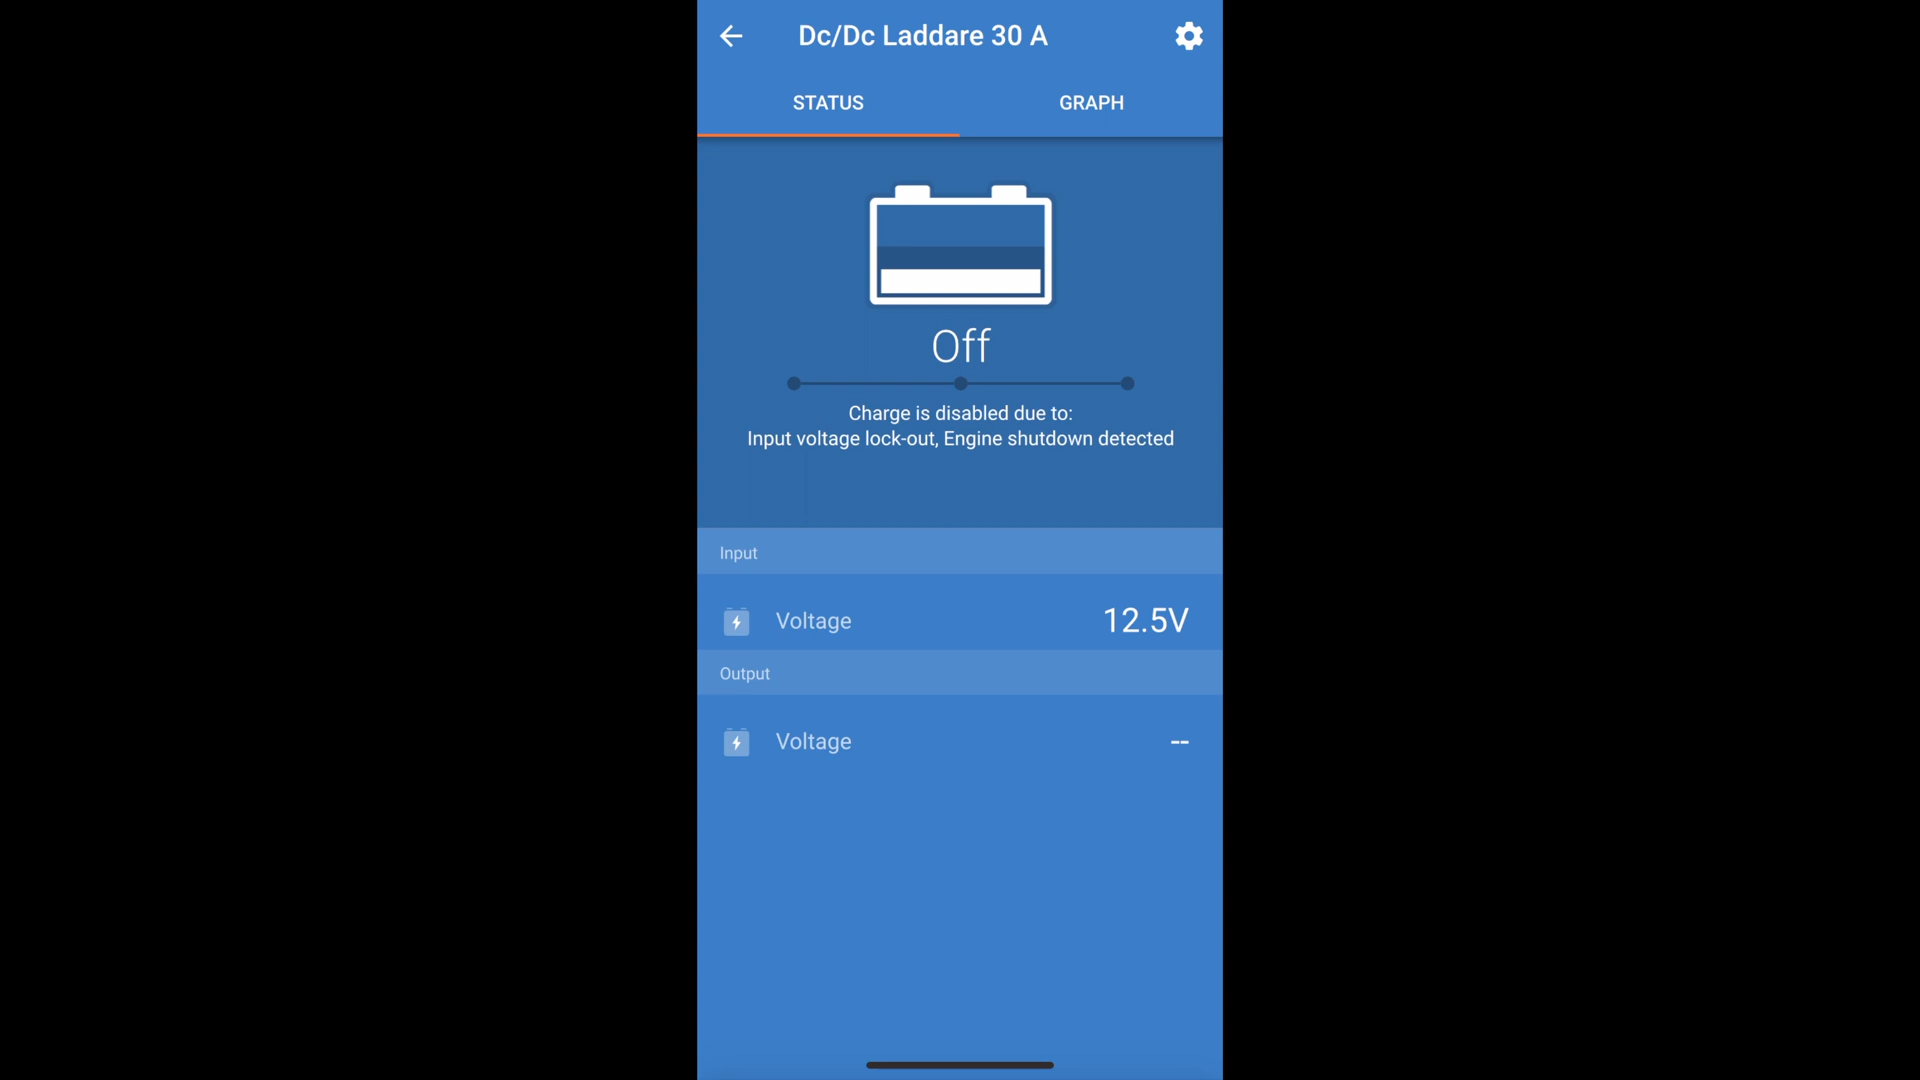 Dc/Dc Laddare 30 A
STATUS
GRAPH
Off
Charge is disabled due to:
Input voltage lock-out, Engine shutdown detected
Input
Voltage
12.5V
Output
Voltage
--